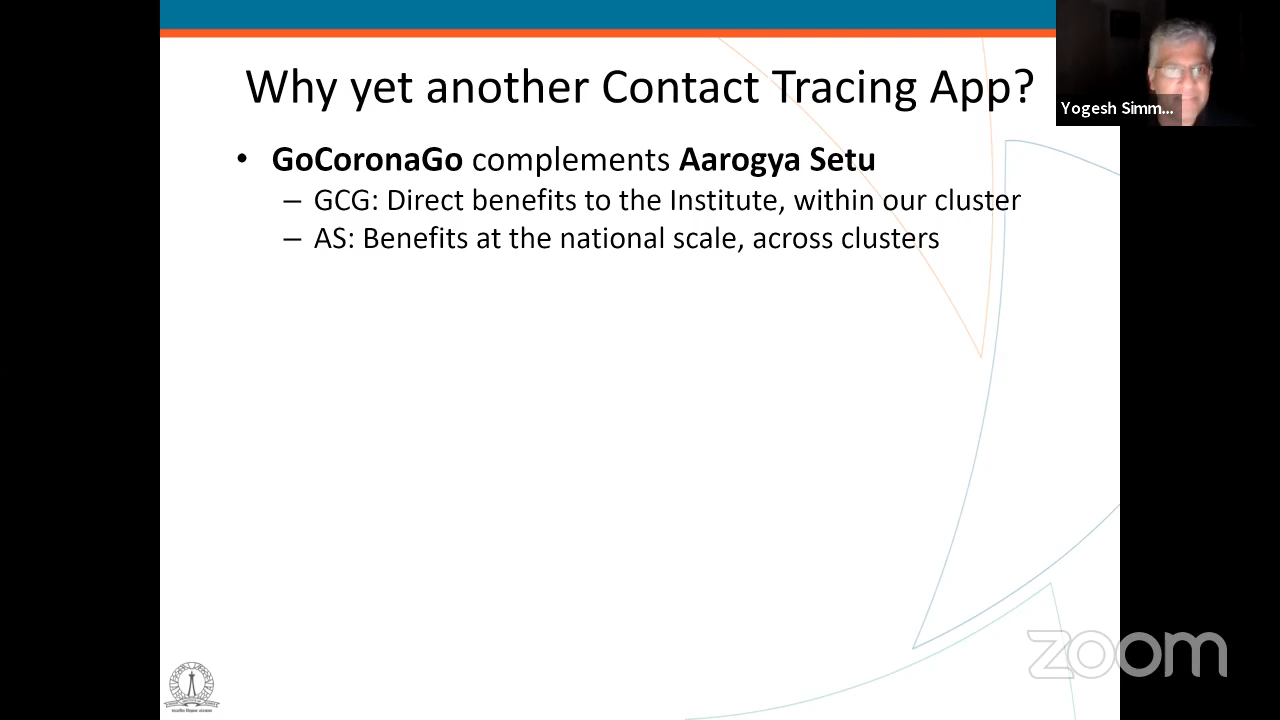 Why yet another Contact Tracing App?
Yogesh Simm...
• GoCoronaGo complements Aarogya Setu
– GCG: Direct benefits to the Institute, within our cluster
– AS: Benefits at the national scale, across clusters
zoom